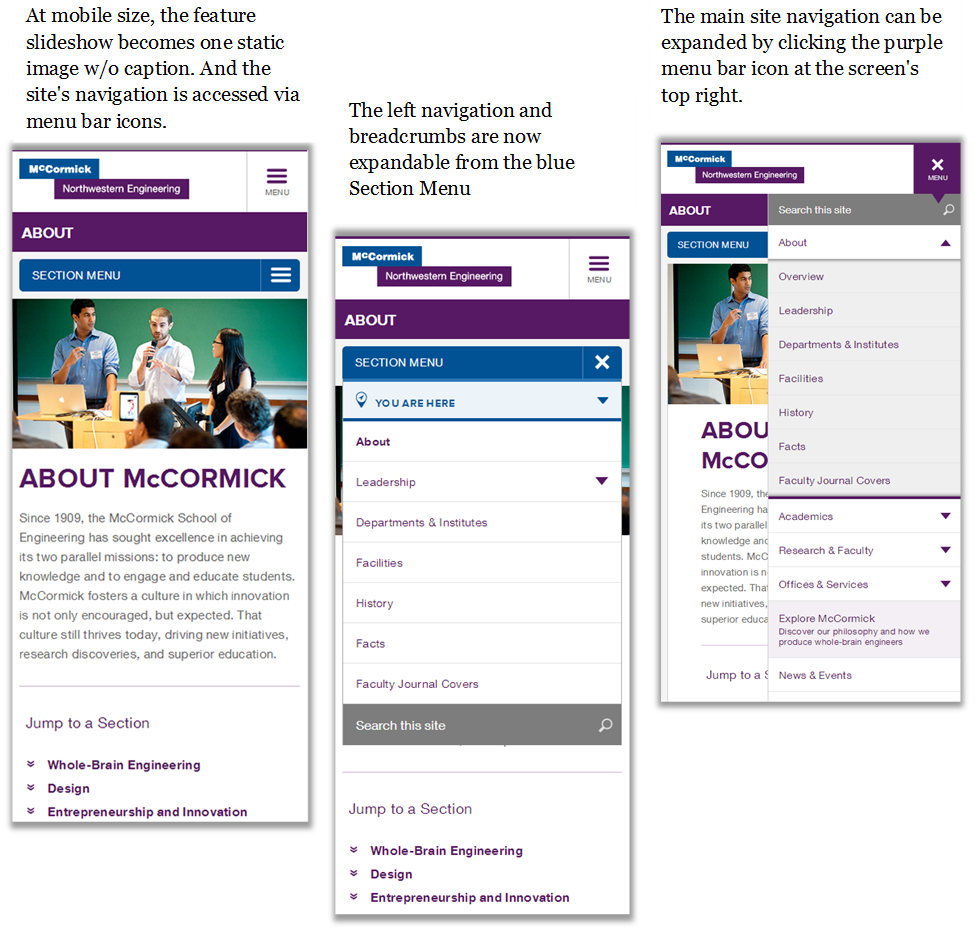 At mobile size, the feature
slideshow becomes one static
image w/o caption. And the
site's navigation is accessed via
menu bar icons.
McCormick
Northwestern Engineering
MENU
ABOUT
SECTION MENU
ABOUT McCORMICK
Since 1909, the McCormick School of
Engineering has sought excellence in achieving
its two parallel missions: to produce new
knowledge and to engage and educate students.
McCormick fosters a culture in which innovation
is not only encouraged, but expected. That
culture still thrives today, driving new initiatives,
research discoveries, and superior education.
Jump to a Section
Whole-Brain Engineering
Design
Entrepreneurship and Innovation
The left navigation and
breadcrumbs are now
expandable from the blue
Section Menu
McCormick
Northwestern Engineering
MENU
ABOUT
SECTION MENU
YOU ARE HERE
About
Leadership
Departments & Institutes
Facilities
History
Facts
Faculty Journal Covers
Search this site
Jump to a Section
Whole-Brain Engineering
Design
Entrepreneurship and Innovation
The main site navigation can be
expanded by clicking the purple
menu bar icon at the screen's
top right.
McCormick
Northwestern Engineering
MENU
ABOUT
SECTION MENU
ABOU
McCO
Since 1909, the
Engineering ha
its two parallel
knowledge and
students. McC
innovation is n
expected. That
new initiatives,
superior educa
Jump to a S
Search this site
About
Overview
Leadership
Departments & Institutes
Facilities
History
Facts
Faculty Journal Covers
Academics
Research & Faculty
Offices & Services
Explore McCormick
Discover our philosophy and how we
produce whole-brain engineers
News & Events